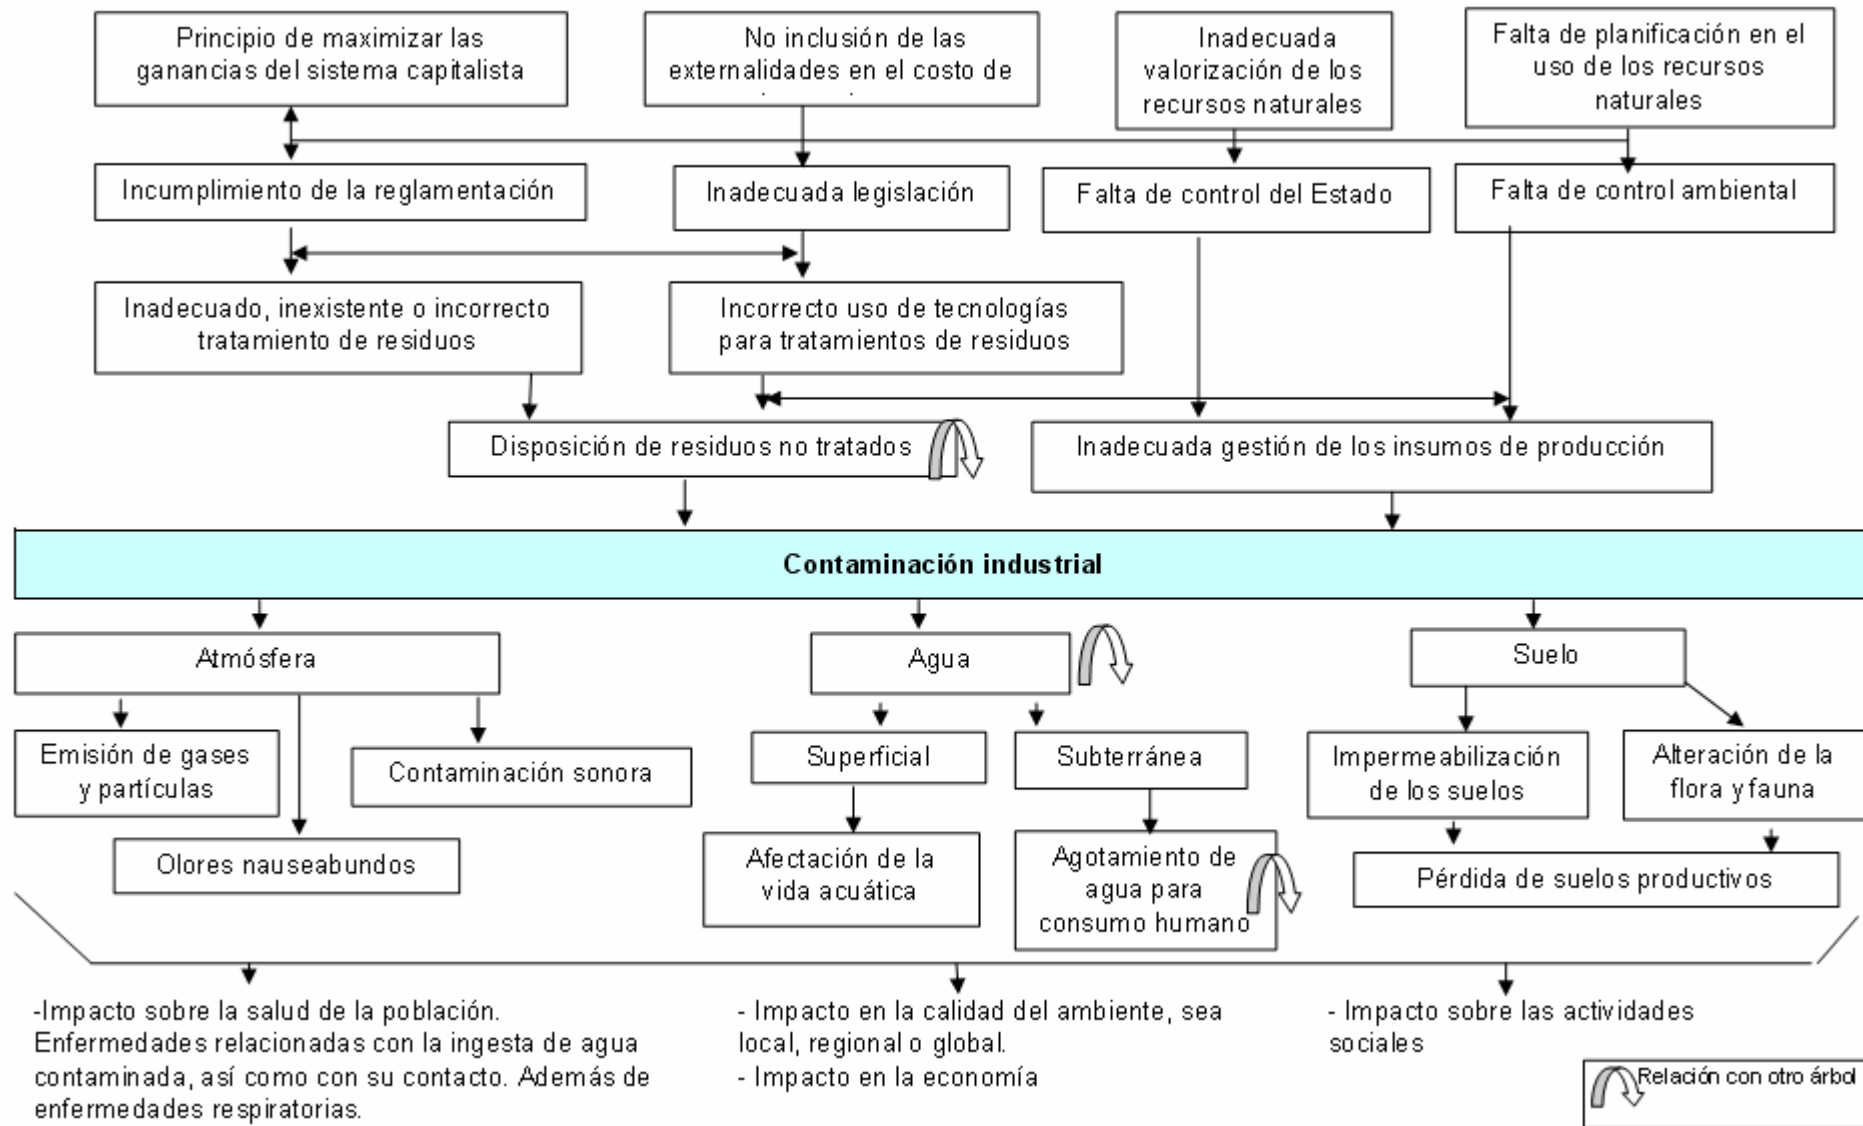 Principio de maximizar las
ganancias del sistema capitalista
No inclusión de las
externalidades en el costo de
Inadecuada
valorización de los
recursos naturales
Falta de planificación en el
uso de los recursos
naturales
Incumplimiento de la reglamentación
Inadecuada legislación
Falta de control del Estado
Falta de control ambiental
Inadecuado, inexistente o incorrecto
tratamiento de residuos
Incorrecto uso de tecnologías
para tratamientos de residuos
Disposición de residuos no tratados
Inadecuada gestión de los insumos de producción
Contaminación industrial
Atmósfera
Agua
Suelo
Emisión de gases
y partículas
Contaminación sonora
Superficial
Subterránea
Impermeabilización
de los suelos
Alteración de la
flora y fauna
Olores nauseabundos
Afectación de la
vida acuática
Agotamiento de
agua para
consumo humano
Pérdida de suelos productivos
-Impacto sobre la salud de la población.
Enfermedades relacionadas con la ingesta de agua
contaminada, así como con su contacto. Además de
enfermedades respiratorias.
- Impacto en la calidad del ambiente, sea
local, regional o global.
- Impacto en la economía
- Impacto sobre las actividades
sociales
Relación con otro árbol